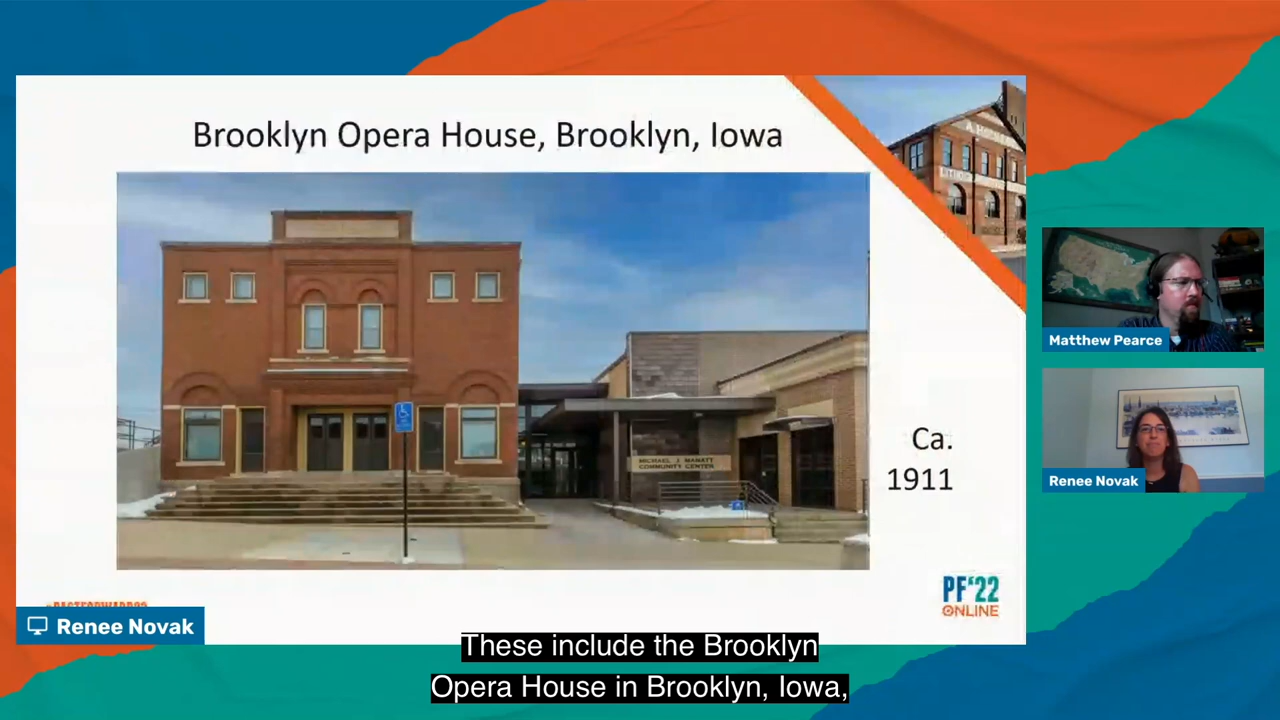 Brooklyn Opera House, Brooklyn, Iowa
MICHAEL J. MANATT
COMMUNITY CENTER
Ca.
1911
Matthew Pearce
Renee Novak
PF'22
ONLINE
Renee Novak
These include the Brooklyn
Opera House in Brooklyn, Iowa,